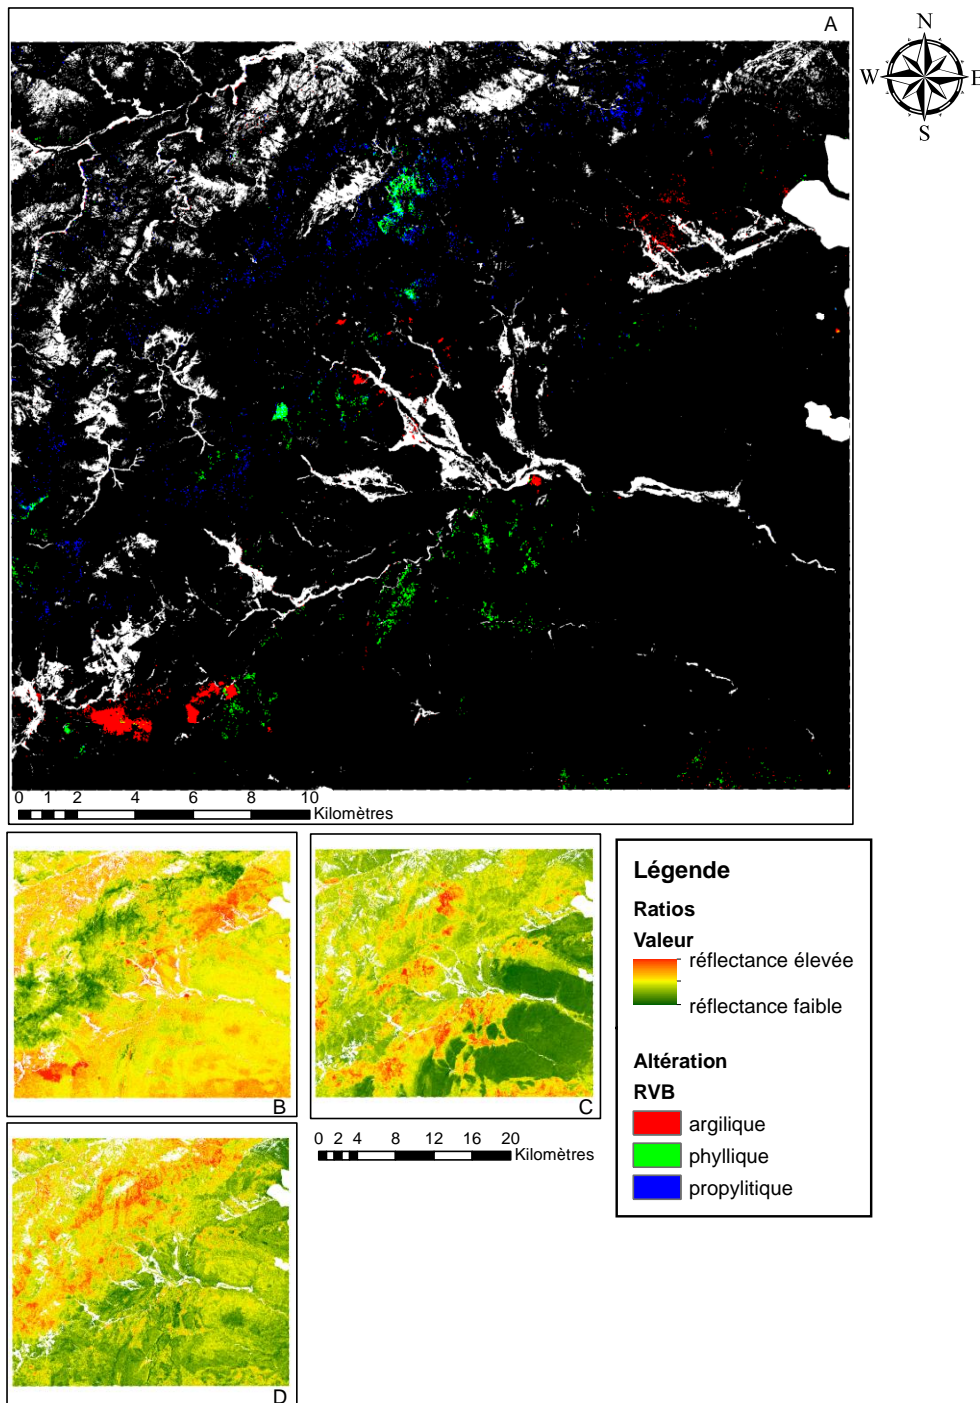 A
N
W E
S
0 1 2 4 6 8 10
Kilomètres
B
C
0 2 4 8 12 16 20
Kilomètres
D
Légende
Ratios
Valeur
réflectance élevée
réflectance faible
Altération
RVB
argilique
phyllique
propylitique